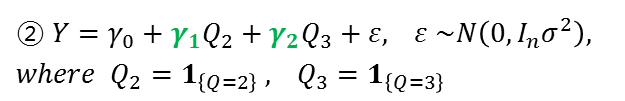 ② Y = γ₀ + γ₁Q₂ + γ₂Q₃ + ε, ε ~N(0, Iₙσ²),
where Q₂ = 𝟏{Q=2} , Q₃ = 𝟏{Q=3}